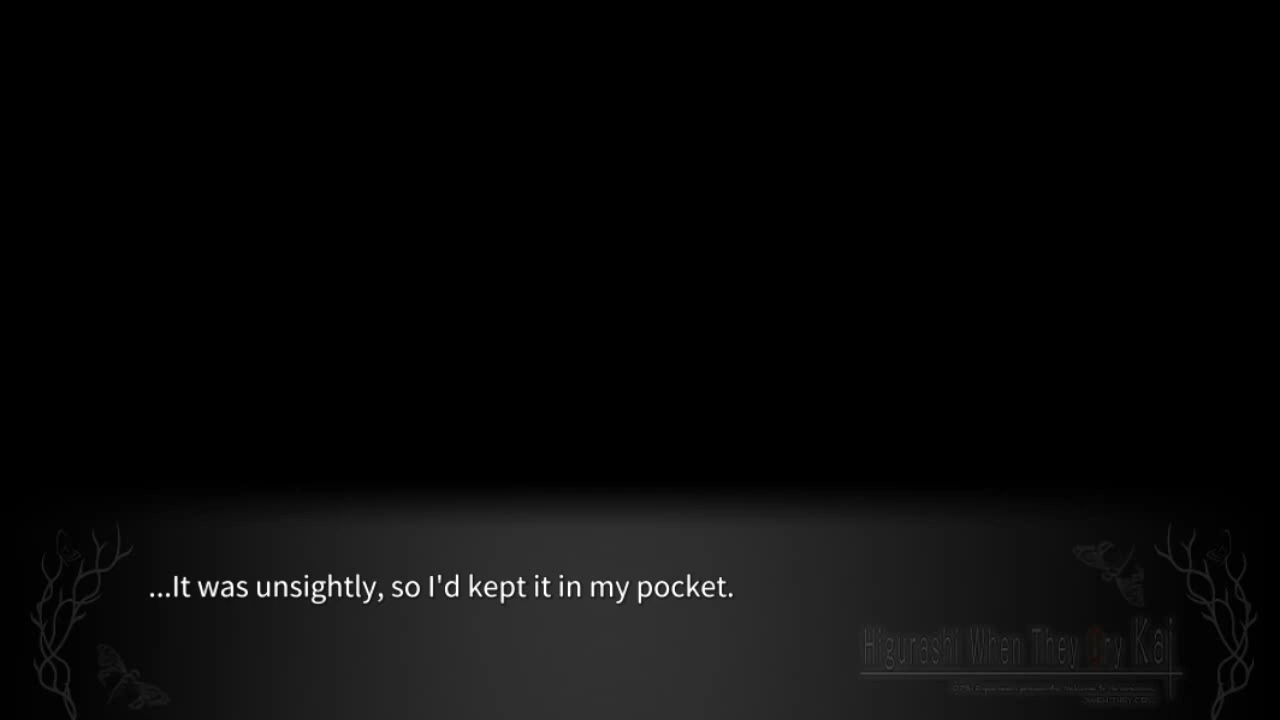 ...It was unsightly, so I'd kept it in my pocket.
Higurashi When They Cry Kai